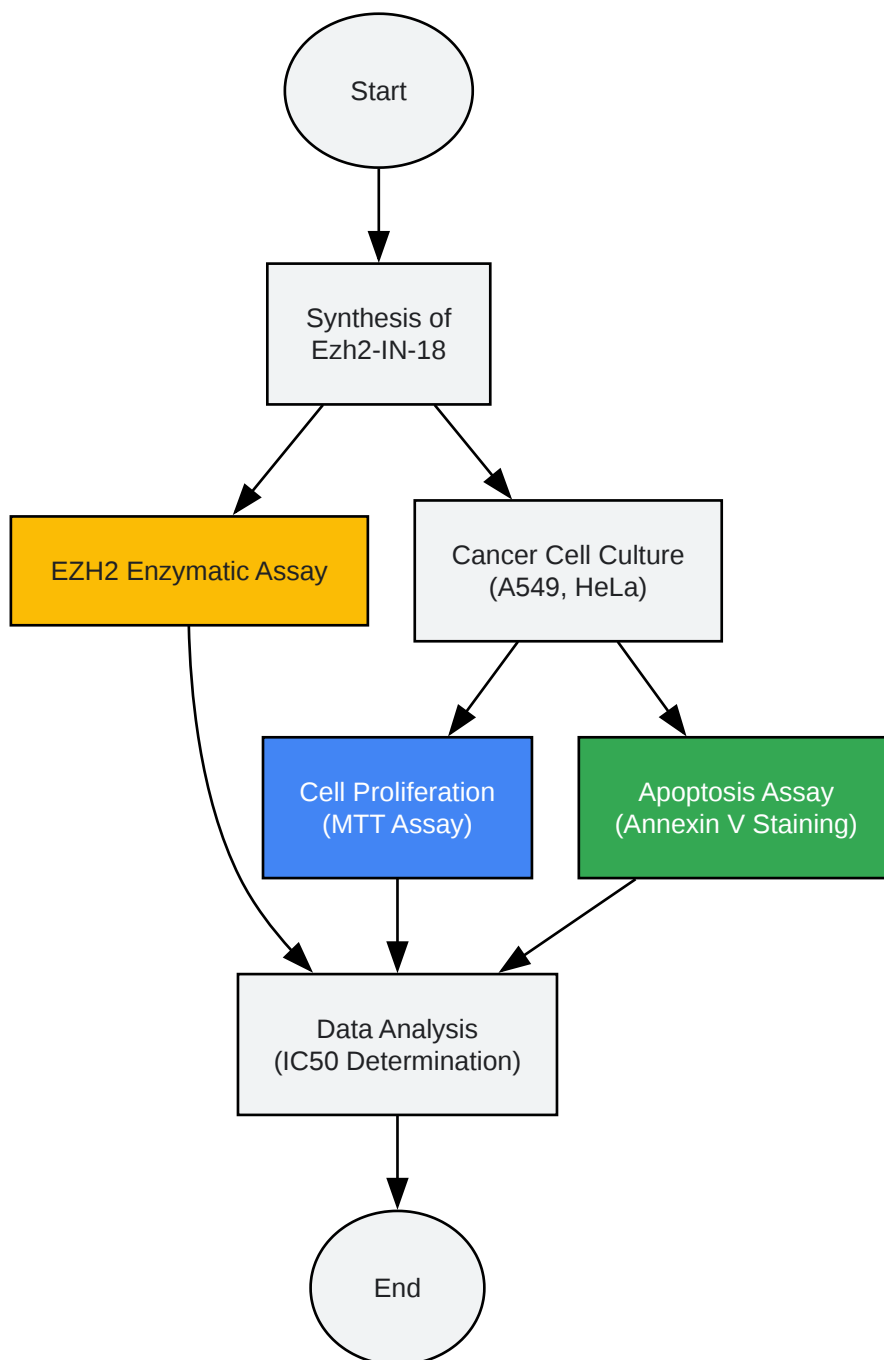 Start
Synthesis of
Ezh2-IN-18
EZH2 Enzymatic Assay
Cancer Cell Culture
(A549, HeLa)
Cell Proliferation
(MTT Assay)
Apoptosis Assay
(Annexin V Staining)
Data Analysis
(IC50 Determination)
End